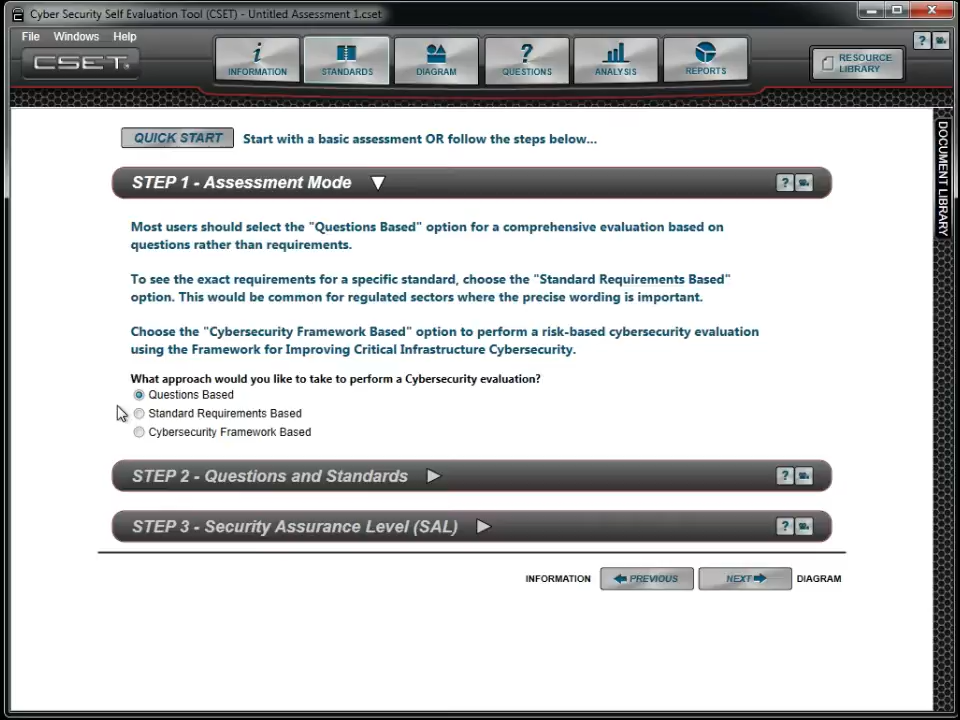 Cyber Security Self Evaluation Tool (CSET) - Untitled Assessment 1.cset
File Windows Help
CSET
INFORMATION
STANDARDS
DIAGRAM
QUESTIONS
ANALYSIS
REPORTS
RESOURCE
LIBRARY
DOCUMENT LIBRARY
QUICK START Start with a basic assessment OR follow the steps below...
STEP 1 - Assessment Mode
Most users should select the "Questions Based" option for a comprehensive evaluation based on
questions rather than requirements.
To see the exact requirements for a specific standard, choose the "Standard Requirements Based"
option. This would be common for regulated sectors where the precise wording is important.
Choose the "Cybersecurity Framework Based" option to perform a risk-based cybersecurity evaluation
using the Framework for Improving Critical Infrastructure Cybersecurity.
What approach would you like to take to perform a Cybersecurity evaluation?
Questions Based
Standard Requirements Based
Cybersecurity Framework Based
STEP 2 - Questions and Standards
STEP 3 - Security Assurance Level (SAL)
INFORMATION PREVIOUS NEXT DIAGRAM